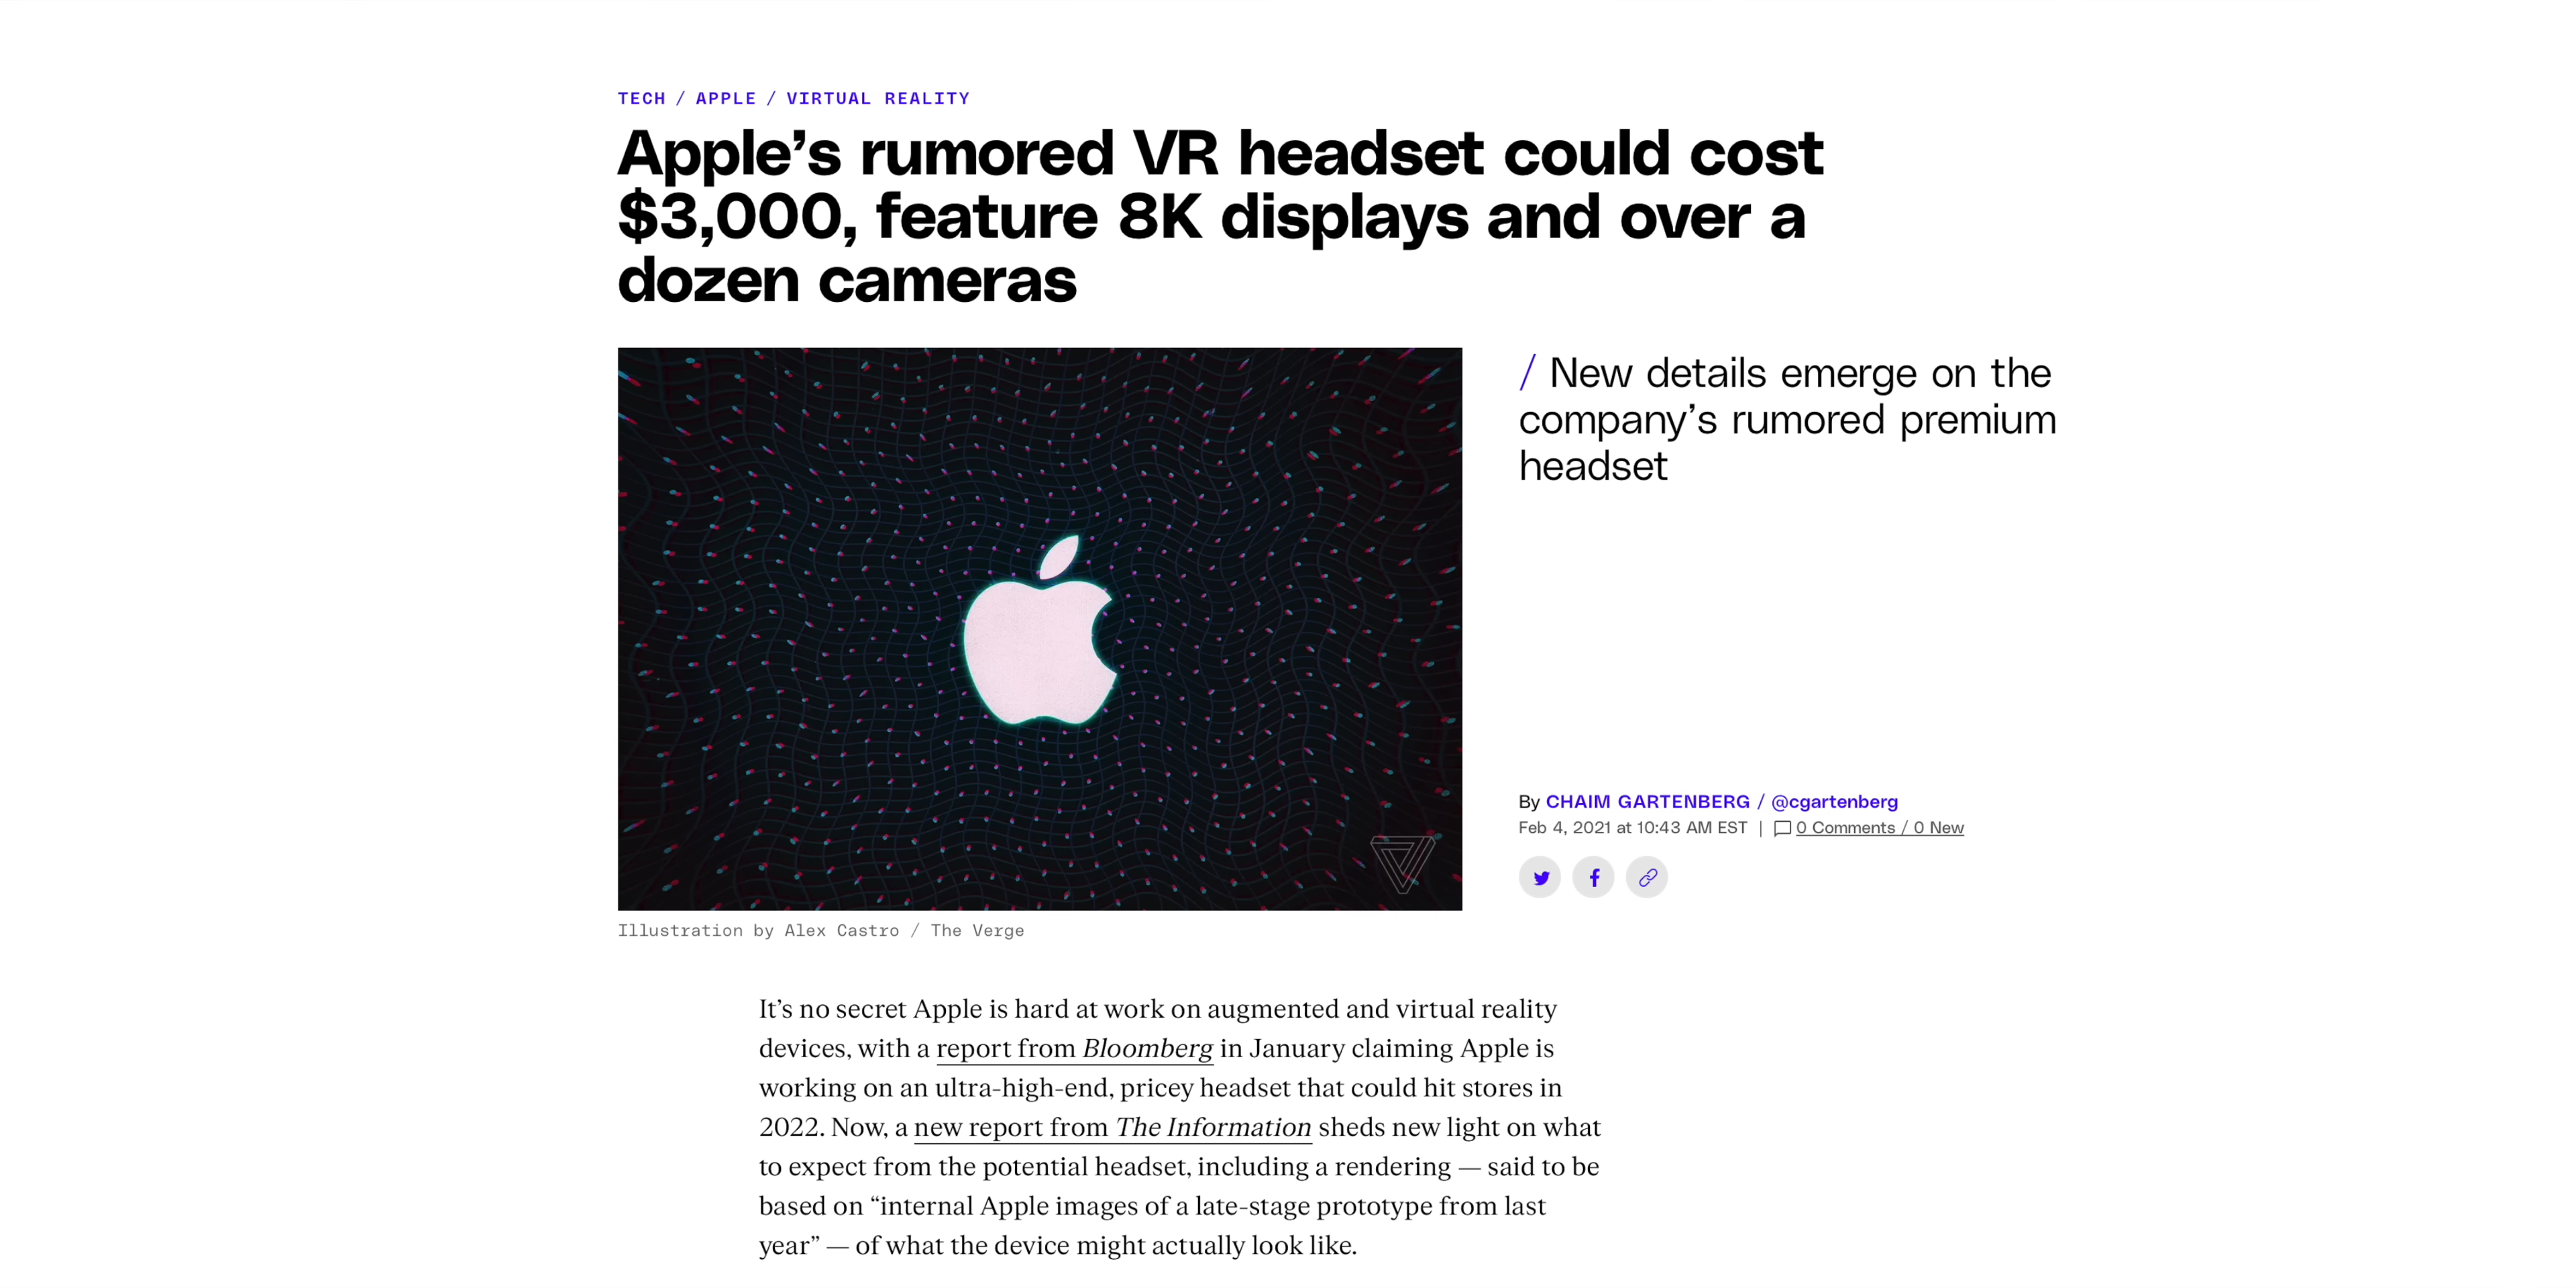 TECH / APPLE / VIRTUAL REALITY
Apple’s rumored VR headset could cost
$3,000, feature 8K displays and over a
dozen cameras
/ New details emerge on the
company’s rumored premium
headset
By CHAIM GARTENBERG / @cgartenberg
Feb 4, 2021 at 10:43 AM EST | 0 Comments / 0 New
Illustration by Alex Castro / The Verge
It’s no secret Apple is hard at work on augmented and virtual reality
devices, with a report from Bloomberg in January claiming Apple is
working on an ultra-high-end, pricey headset that could hit stores in
2022. Now, a new report from The Information sheds new light on what
to expect from the potential headset, including a rendering — said to be
based on “internal Apple images of a late-stage prototype from last
year” — of what the device might actually look like.